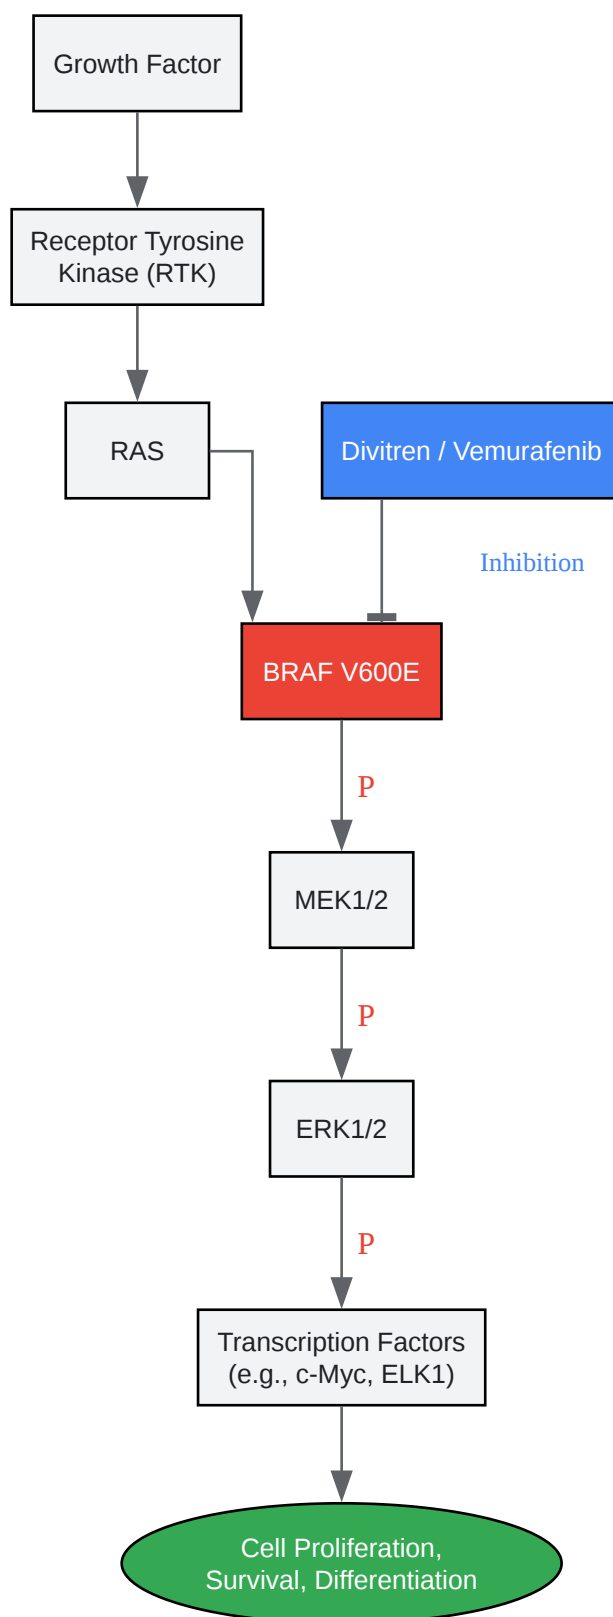 Growth Factor
Receptor Tyrosine
Kinase (RTK)
RAS
Divitren / Vemurafenib
Inhibition
BRAF V600E
P
MEK1/2
P
ERK1/2
P
Transcription Factors
(e.g., c-Myc, ELK1)
Cell Proliferation,
Survival, Differentiation